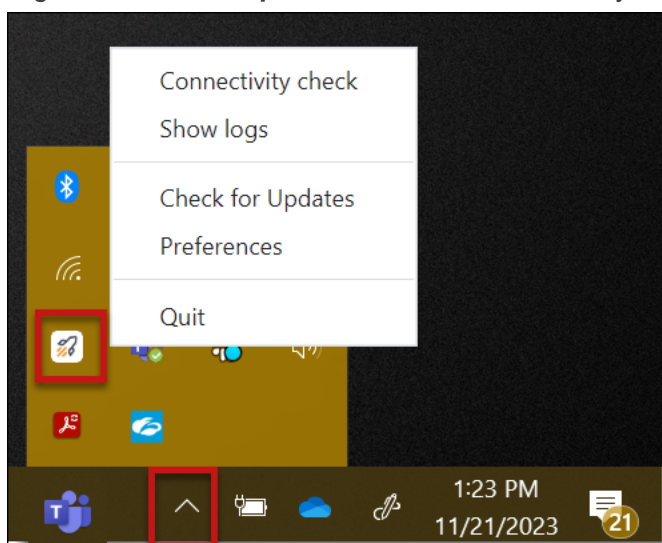 Connectivity check
Show logs
Check for Updates
Preferences
Quit
1:23 PM
11/21/2023
21